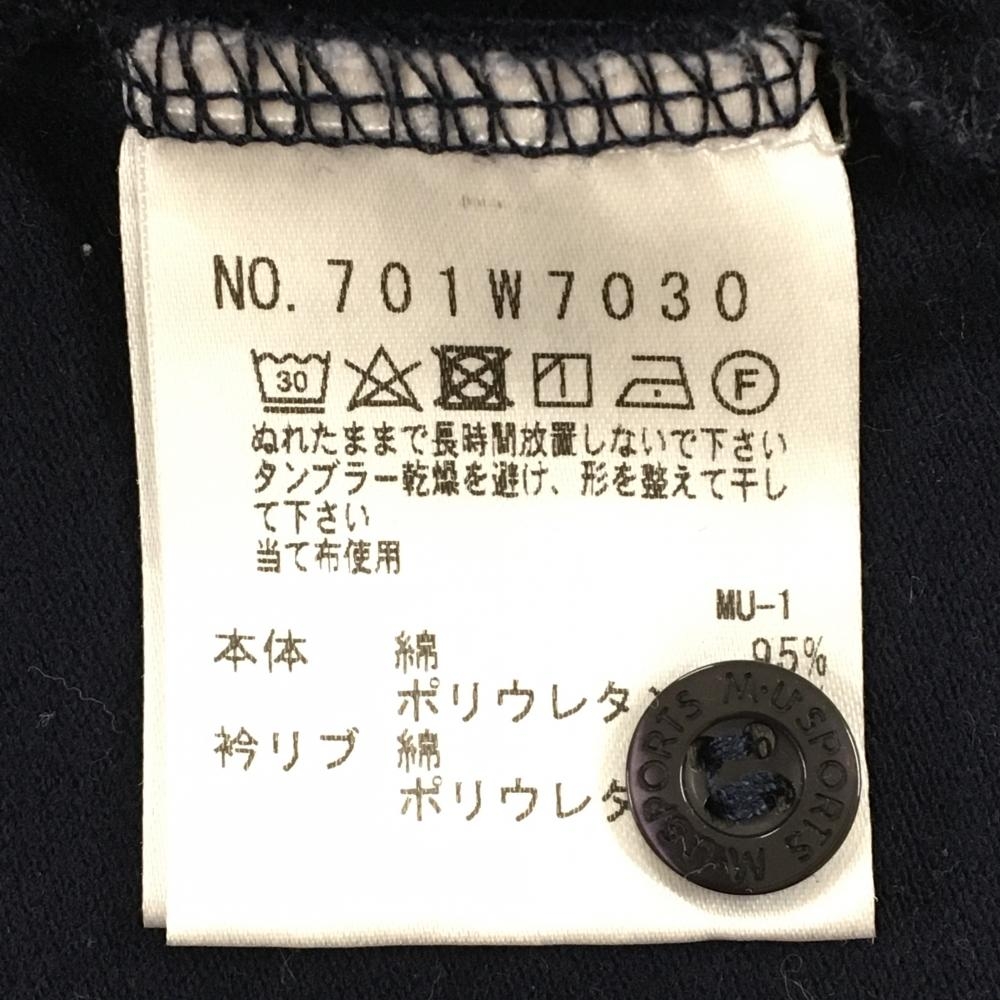 NO. 701W7030
30 F
ぬれたままで長時間放置しないで下さい
タンブラー乾燥を避け、形を整えて干し
て下さい
当て布使用
MU-1
本体 綿 95%
ポリウレタ
衿リブ 綿
ポリウレタ
M・U SPORTS M・U SPORTS